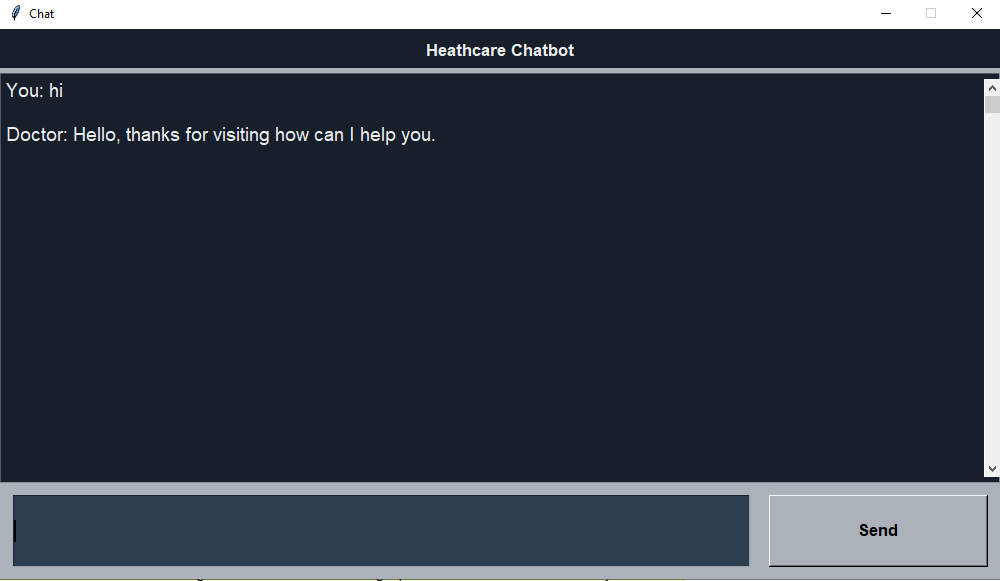 Chat
Heathcare Chatbot
You: hi
Doctor: Hello, thanks for visiting how can I help you.
Send